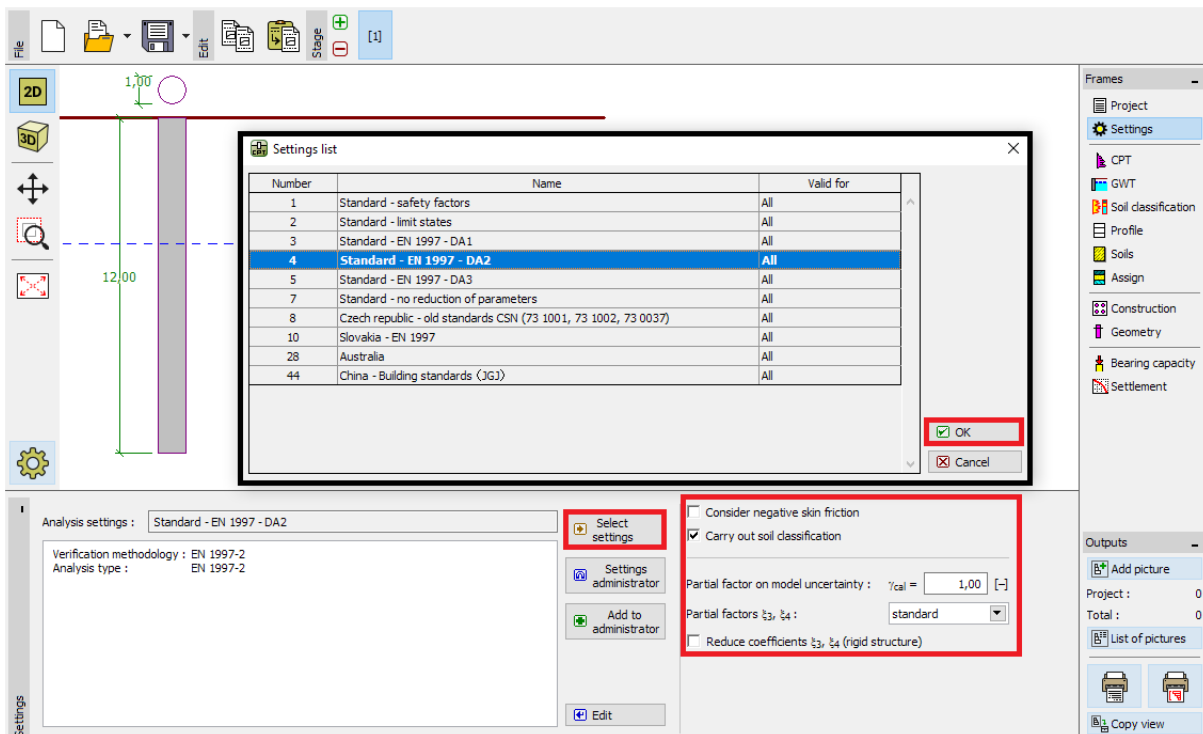 File
Edit
Stage
[1]
2D
3D
1,00
12,00
Settings list
Number Name Valid for
1 Standard - safety factors All
2 Standard - limit states All
3 Standard - EN 1997 - DA1 All
4 Standard - EN 1997 - DA2 All
5 Standard - EN 1997 - DA3 All
7 Standard - no reduction of parameters All
8 Czech republic - old standards CSN (73 1001, 73 1002, 73 0037) All
10 Slovakia - EN 1997 All
28 Australia All
44 China - Building standards（JGJ） All
OK
Cancel
Frames
Project
Settings
CPT
GWT
Soil classification
Profile
Soils
Assign
Construction
Geometry
Bearing capacity
Settlement
Settings
Analysis settings : Standard - EN 1997 - DA2
Verification methodology : EN 1997-2
Analysis type : EN 1997-2
Select
settings
Settings
administrator
Add to
administrator
Edit
Consider negative skin friction
Carry out soil classification
Partial factor on model uncertainty : γcal = 1,00 [–]
Partial factors ξ3, ξ4 : standard
Reduce coefficients ξ3, ξ4 (rigid structure)
Outputs
Add picture
Project : 0
Total : 0
List of pictures
Copy view